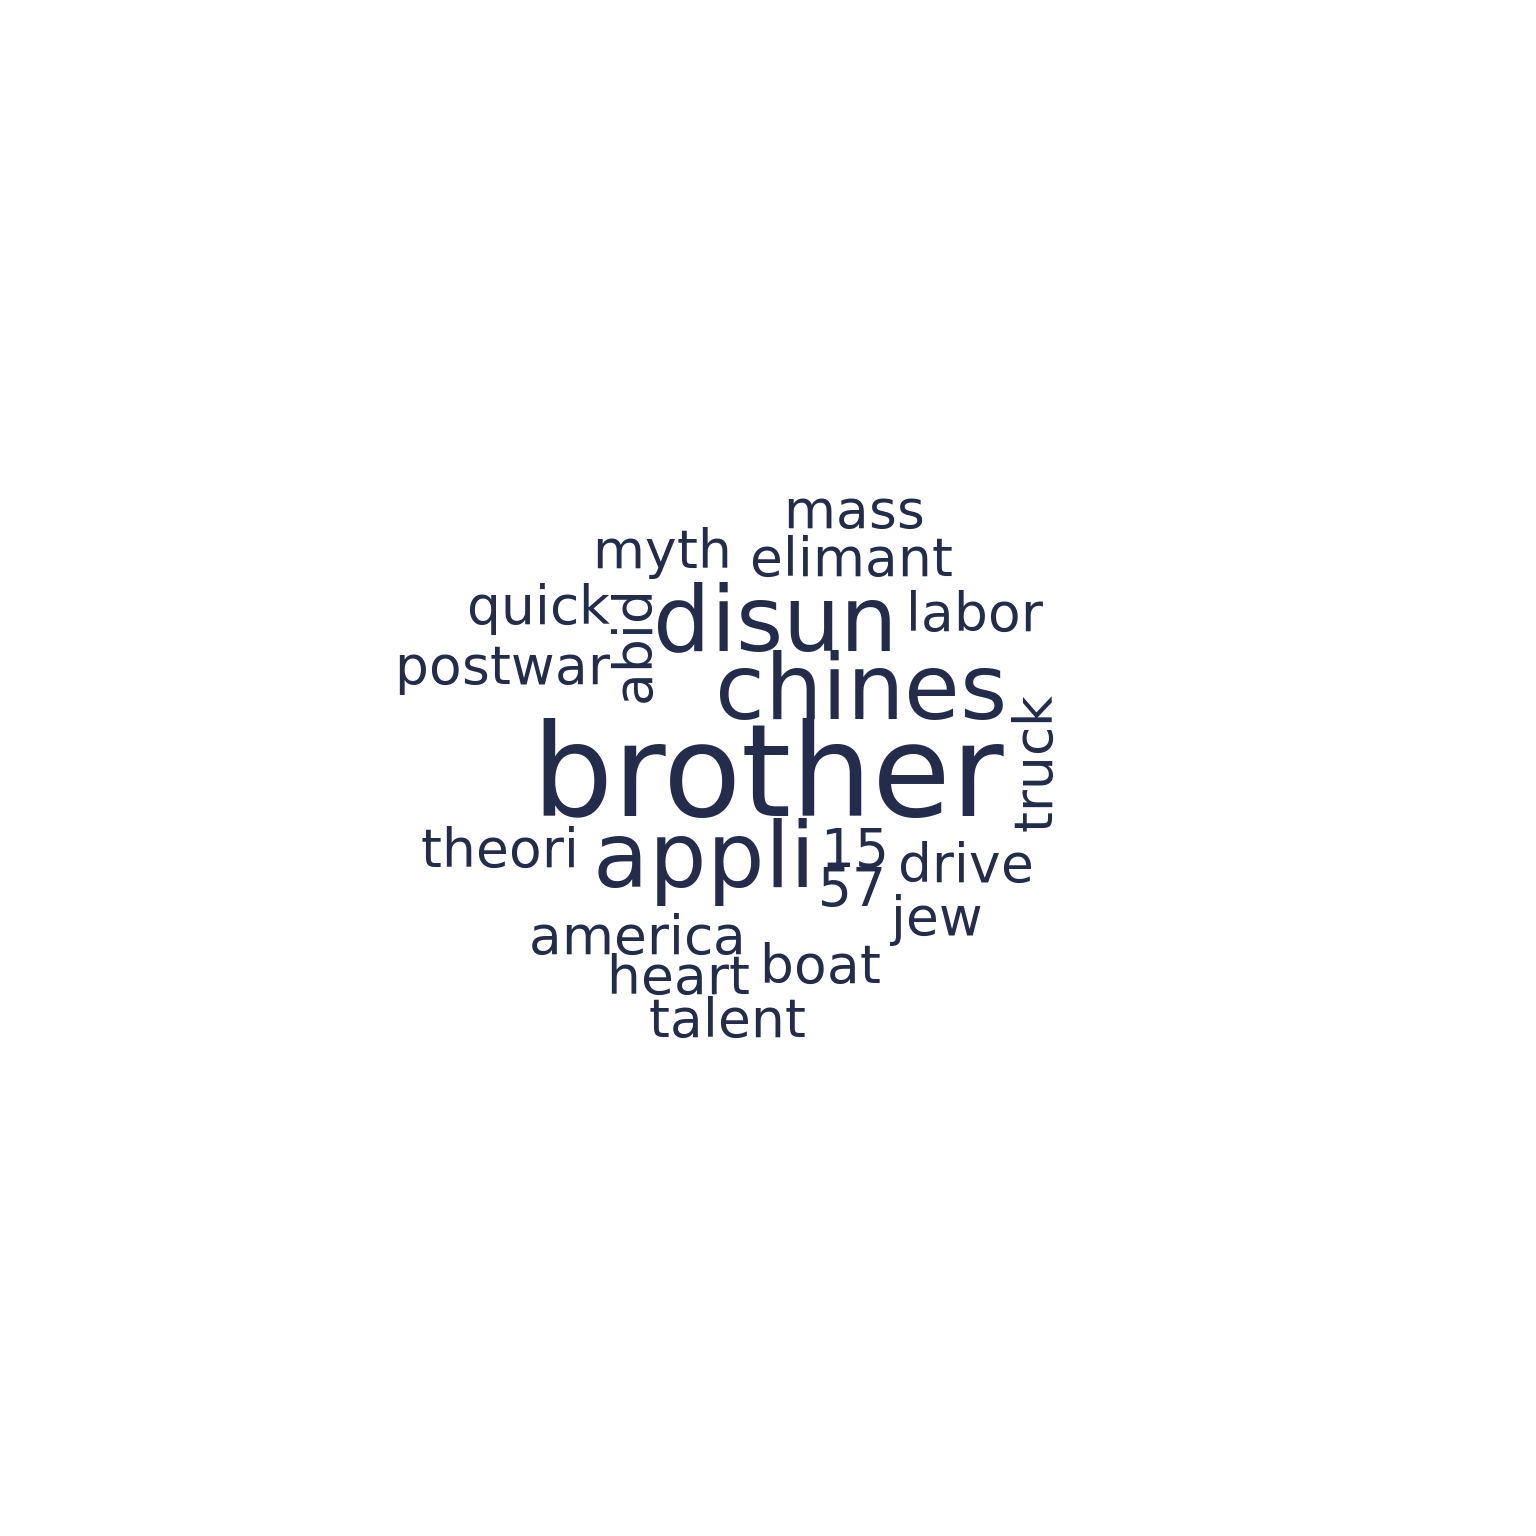 mass
myth
elimant
quick
abid
disun
labor
postwar
chines
truck
brother
theori
appli
15
drive
57
jew
america
boat
heart
talent